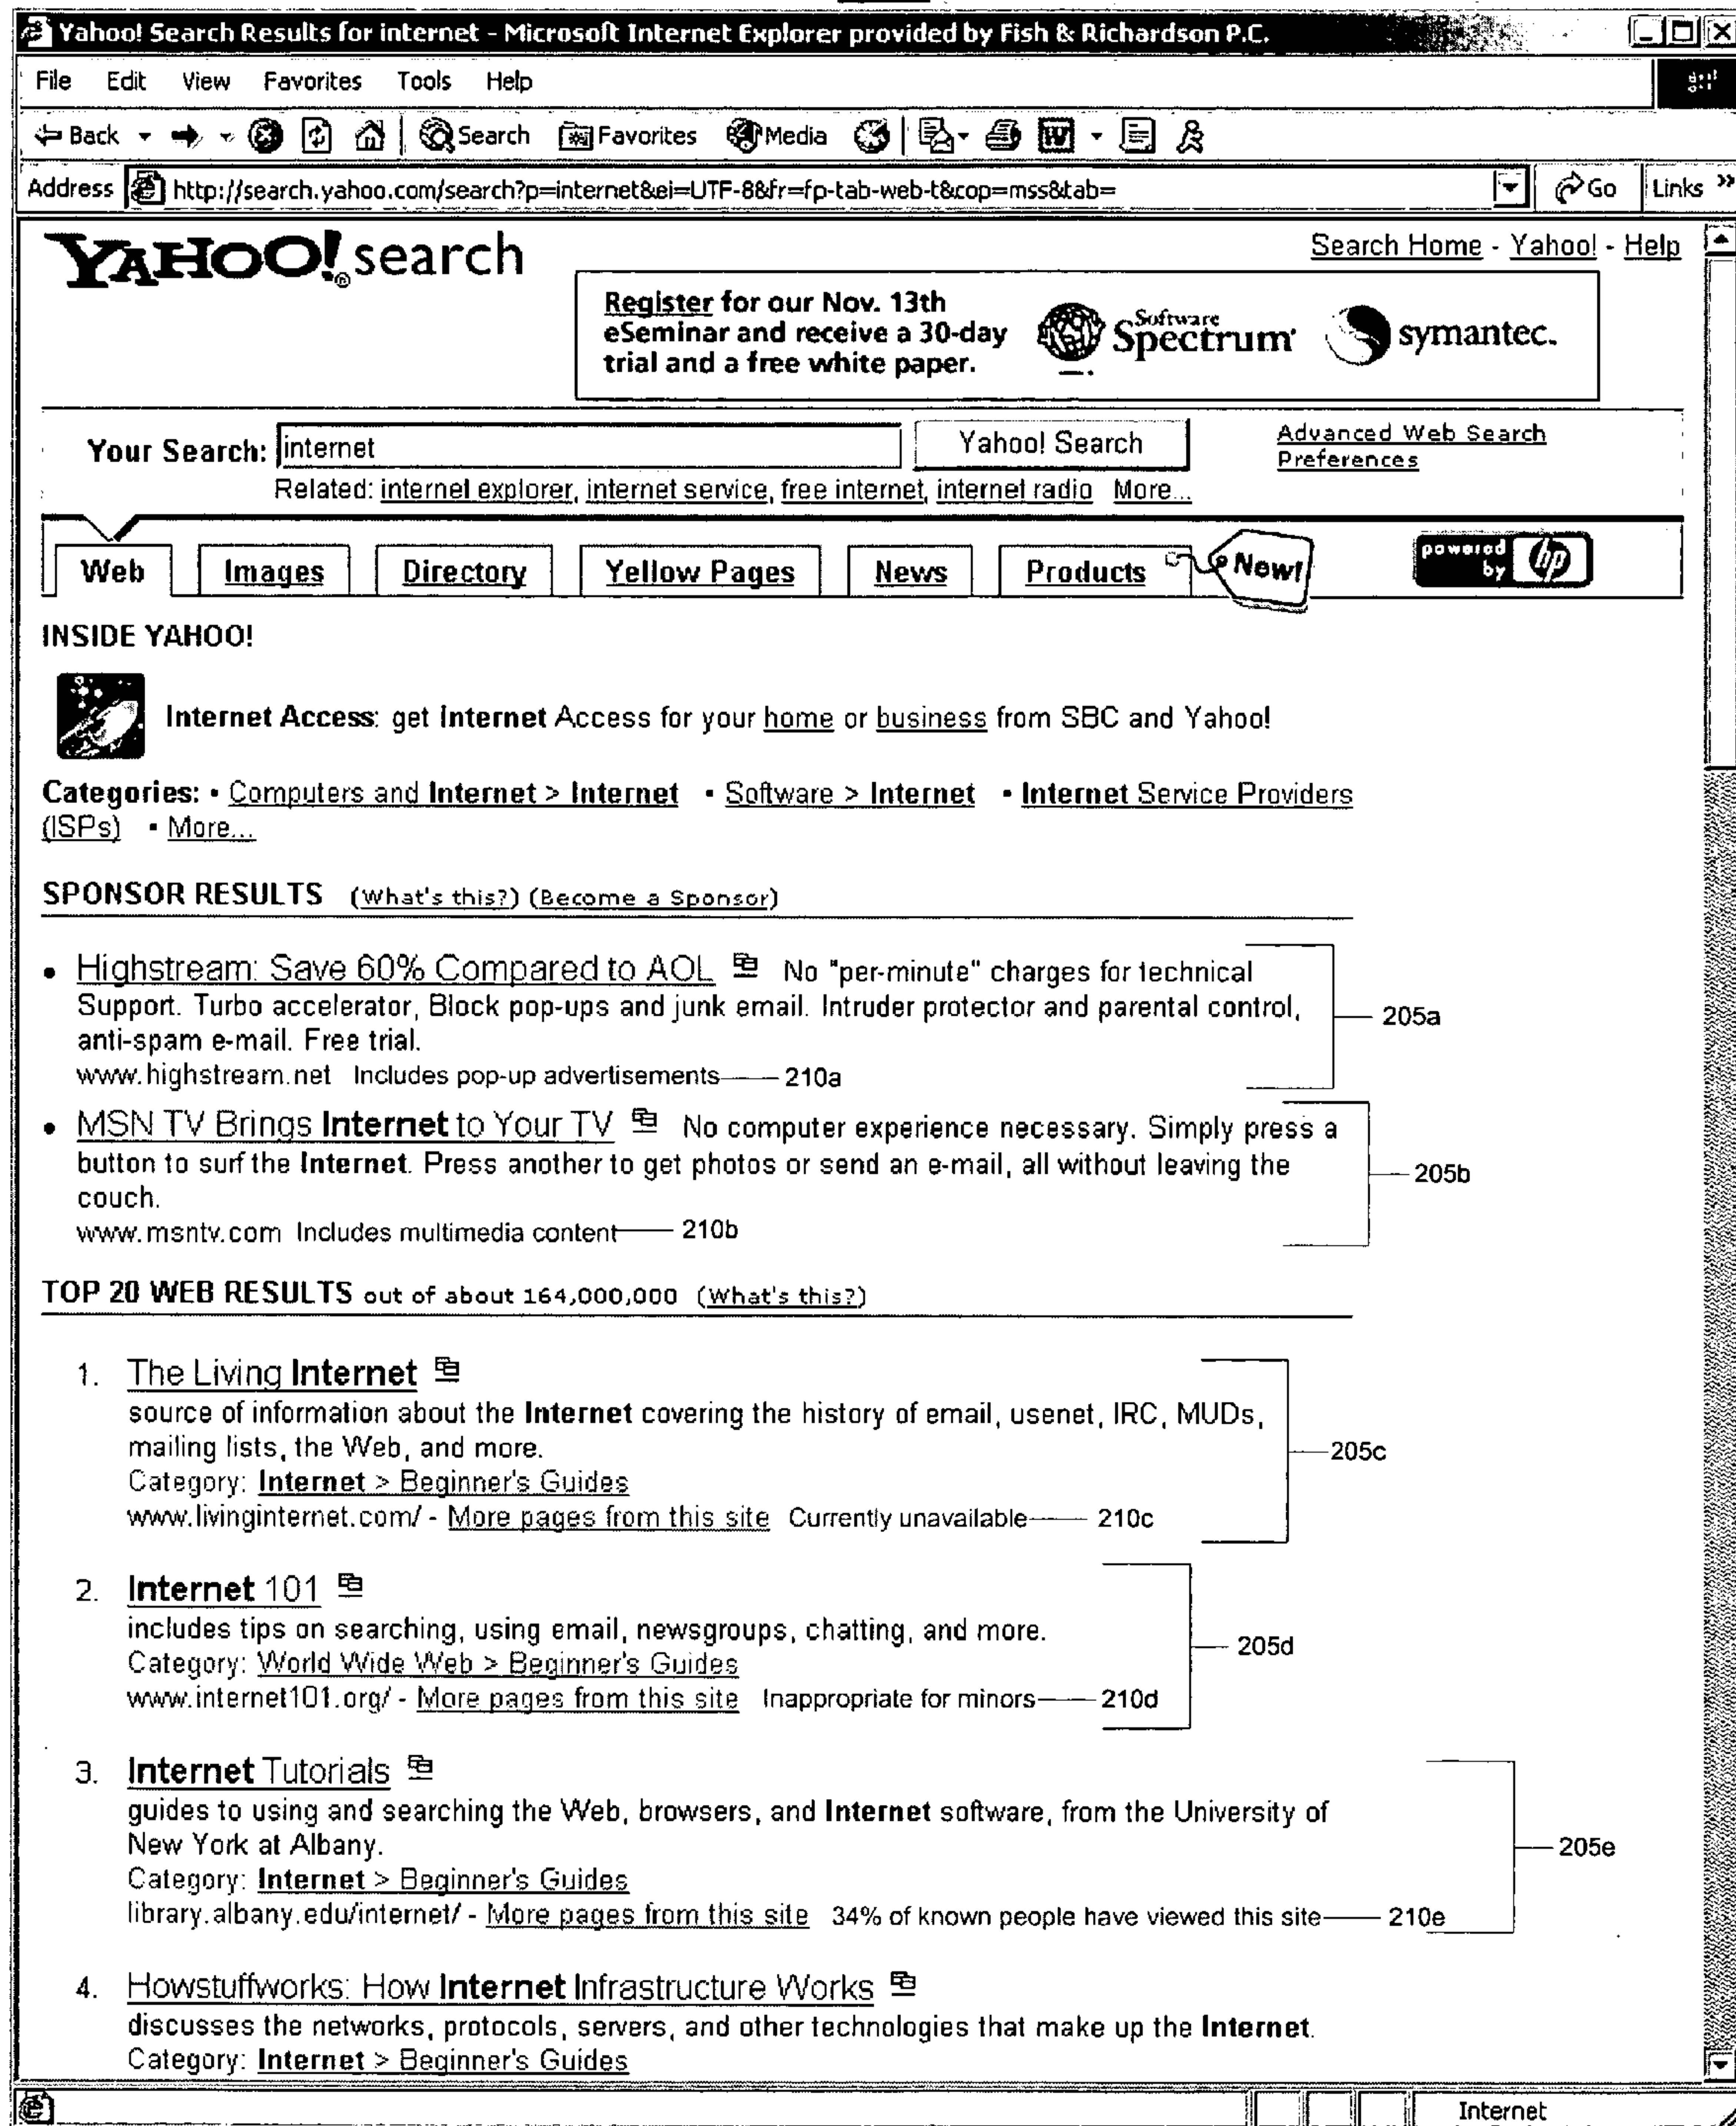 Yahoo! Search Results for internet - Microsoft Internet Explorer provided by Fish & Richardson P.C.
File Edit View Favorites Tools Help
Back Search Favorites Media
Address http://search.yahoo.com/search?p=internet&ei=UTF-8&fr=fp-tab-web-t&cop=mss&tab= Go Links »
YAHOO!® search
Search Home - Yahoo! - Help
Register for our Nov. 13th
eSeminar and receive a 30-day
trial and a free white paper.
Software
Spectrum
symantec.
Your Search: internet Yahoo! Search
Advanced Web Search
Preferences
Related: internet explorer, internet service, free internet, internet radio More...
Web Images Directory Yellow Pages News Products New!
powered
by hp
INSIDE YAHOO!
Internet Access: get Internet Access for your home or business from SBC and Yahoo!
Categories: • Computers and Internet > Internet • Software > Internet • Internet Service Providers
(ISPs) • More...
SPONSOR RESULTS (What's this?) (Become a Sponsor)
• Highstream: Save 60% Compared to AOL No "per-minute" charges for technical
Support. Turbo accelerator, Block pop-ups and junk email. Intruder protector and parental control,
anti-spam e-mail. Free trial.
www.highstream.net Includes pop-up advertisements 210a
205a
• MSN TV Brings Internet to Your TV No computer experience necessary. Simply press a
button to surf the Internet. Press another to get photos or send an e-mail, all without leaving the
couch.
www.msntv.com Includes multimedia content 210b
205b
TOP 20 WEB RESULTS out of about 164,000,000 (What's this?)
1. The Living Internet
source of information about the Internet covering the history of email, usenet, IRC, MUDs,
mailing lists, the Web, and more.
Category: Internet > Beginner's Guides
www.livinginternet.com/ - More pages from this site Currently unavailable 210c
205c
2. Internet 101
includes tips on searching, using email, newsgroups, chatting, and more.
Category: World Wide Web > Beginner's Guides
www.internet101.org/ - More pages from this site Inappropriate for minors 210d
205d
3. Internet Tutorials
guides to using and searching the Web, browsers, and Internet software, from the University of
New York at Albany.
Category: Internet > Beginner's Guides
library.albany.edu/internet/ - More pages from this site 34% of known people have viewed this site 210e
205e
4. Howstuffworks: How Internet Infrastructure Works
discusses the networks, protocols, servers, and other technologies that make up the Internet.
Category: Internet > Beginner's Guides
Internet